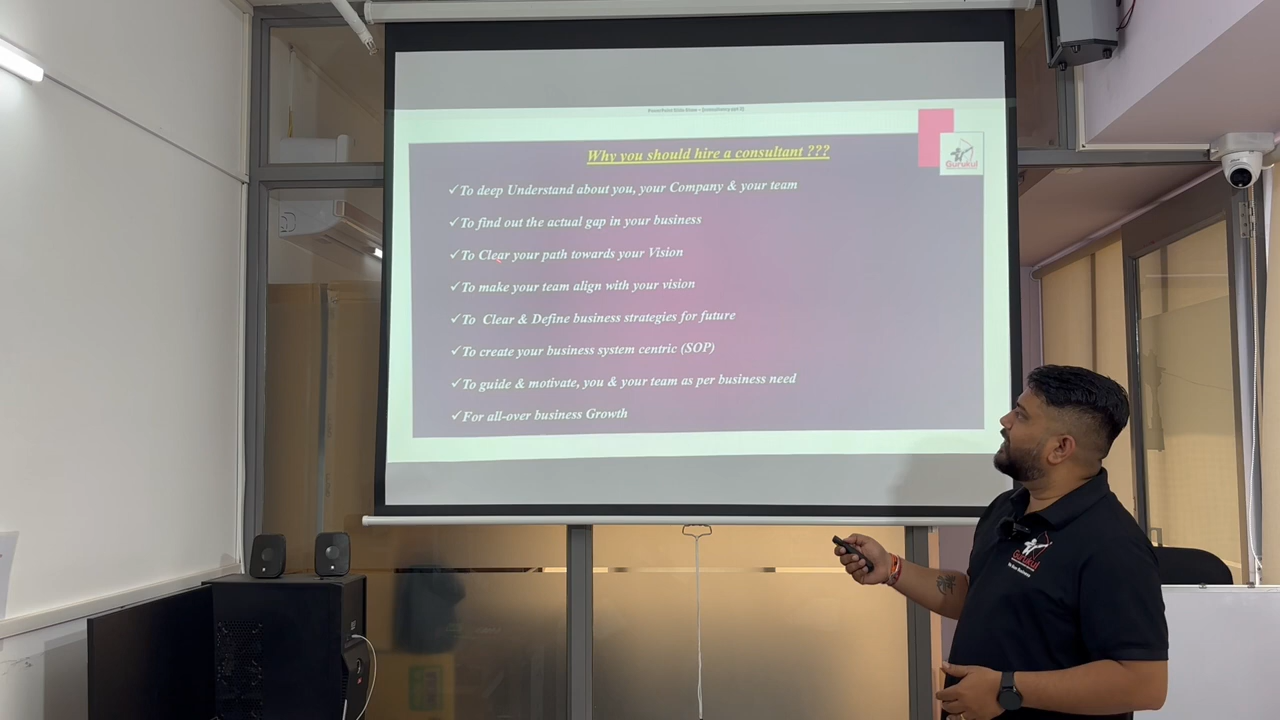 Why you should hire a consultant ???
Gurukul
✓To deep Understand about you, your Company & your team
✓To find out the actual gap in your business
✓To Clear your path towards your Vision
✓To make your team align with your vision
✓To Clear & Define business strategies for future
✓To create your business system centric (SOP)
✓To guide & motivate, you & your team as per business need
✓For all-over business Growth
Gurukul